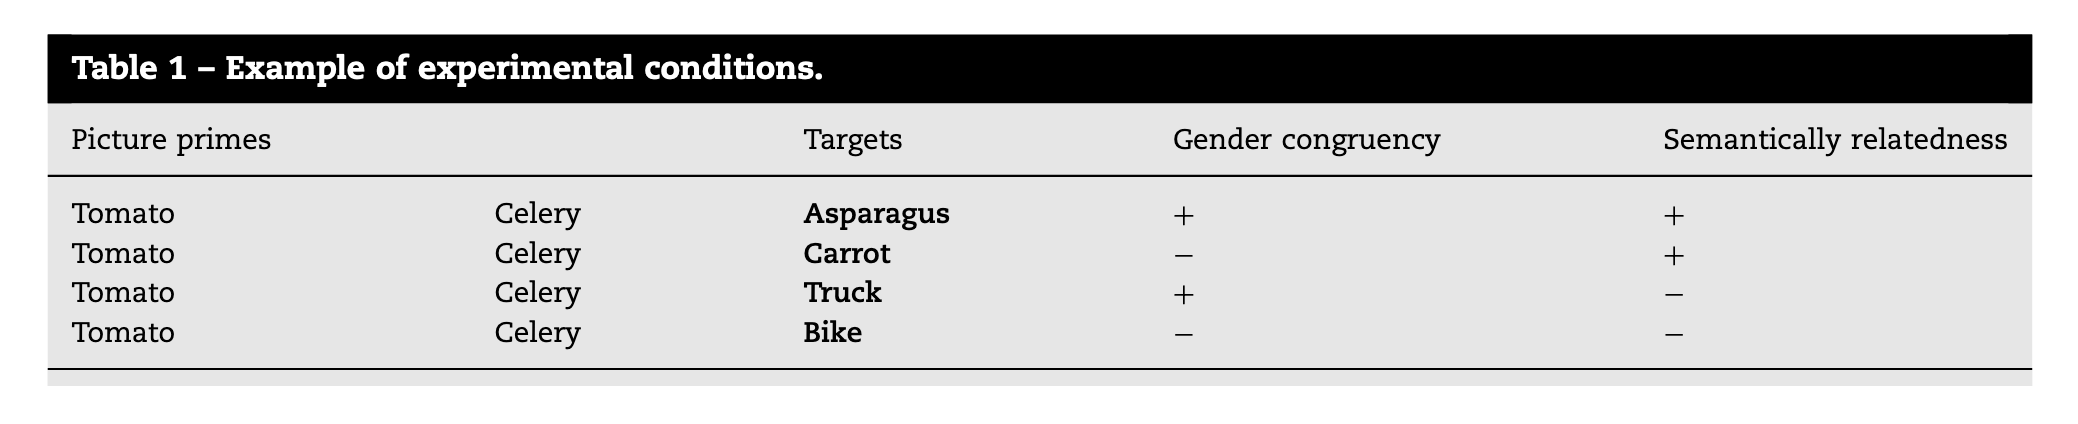 Table 1 – Example of experimental conditions.
Picture primes Targets Gender congruency Semantically relatedness
Tomato Celery Asparagus + +
Tomato Celery Carrot − +
Tomato Celery Truck + −
Tomato Celery Bike − −